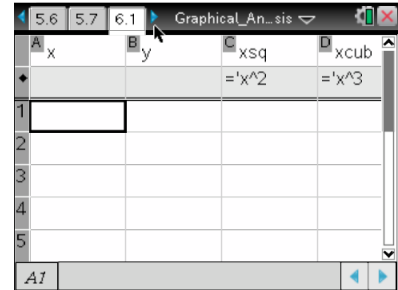 5.6 5.7 6.1 Graphical_An…sis
A x B y C xsq D xcub
='x^2 ='x^3
1
2
3
4
5
A1